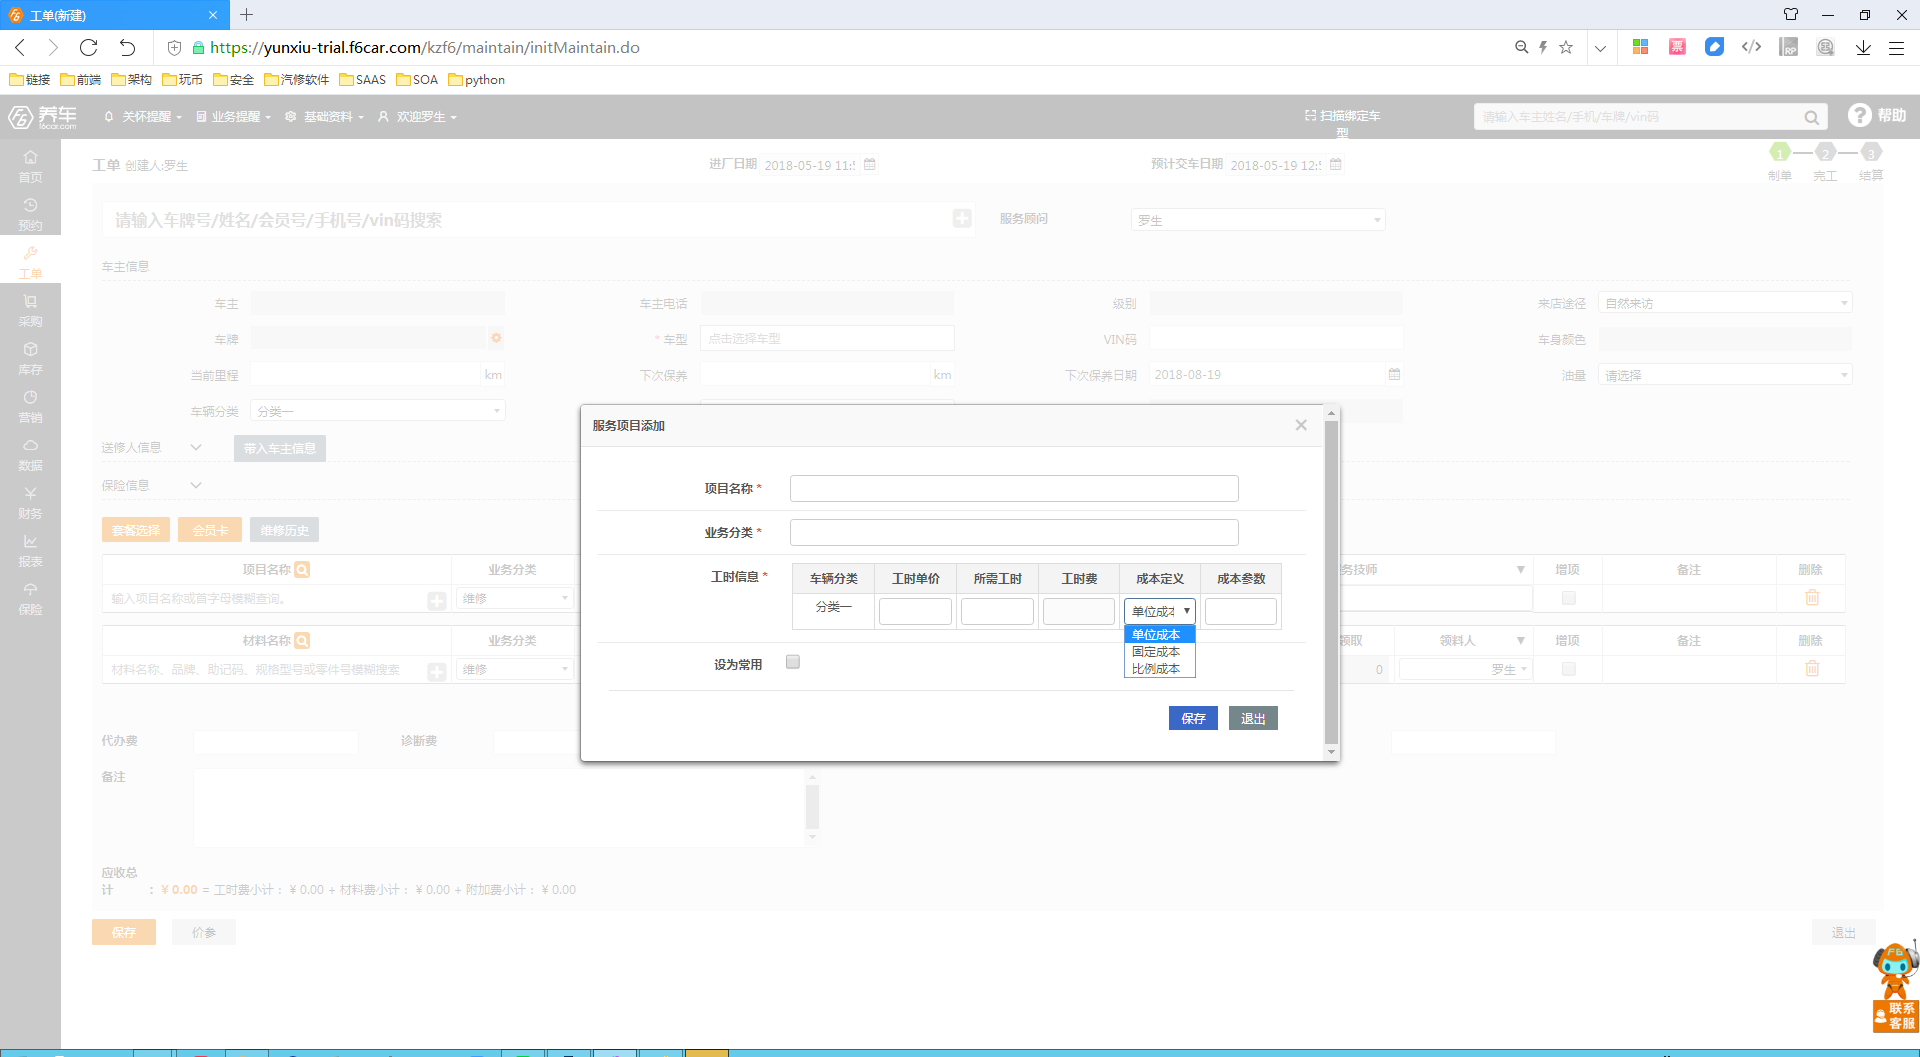 工单(新建)
https://yunxiu-trial.f6car.com/kzf6/maintain/initMaintain.do
链接 前端 架构 玩币 安全 汽修软件 SAAS SOA python
养车 f6car.com 关怀提醒 业务提醒 基础资料 欢迎罗生 扫描绑定车型 请输入车主姓名/手机/车牌/vin码 帮助
首页
预约
工单
采购
库存
营销
数据
财务
报表
保险
工单 创建人:罗生 进厂日期 2018-05-19 11: 预计交车日期 2018-05-19 12: 1 2 3
制单 完工 结算
请输入车牌号/姓名/会员号/手机号/vin码搜索 服务顾问 罗生
车主信息
车主 车主电话 级别 来店途径 自然来访
车牌 * 车型 点击选择车型 VIN码 车身颜色
当前里程 km 下次保养 km 下次保养日期 2018-08-19 油量 请选择
车辆分类 分类一
送修人信息 带入车主信息
保险信息
套餐选择 会员卡 维修历史
项目名称 业务分类 务技师 增项 备注 删除
输入项目名称或首字母模糊查询。 维修
材料名称 业务分类 领取 领料人 增项 备注 删除
材料名称、品牌、助记码、规格型号或零件号模糊搜索 维修 0 罗生
服务项目添加
项目名称 *
业务分类 *
工时信息 * 车辆分类 工时单价 所需工时 工时费 成本定义 成本参数
分类一 单位成本
单位成本
固定成本
比例成本
设为常用
保存 退出
代办费 诊断费
备注
应收总计 : ¥ 0.00 = 工时费小计: ¥ 0.00 + 材料费小计: ¥ 0.00 + 附加费小计: ¥ 0.00
保存 价参 退出
F6
联系客服